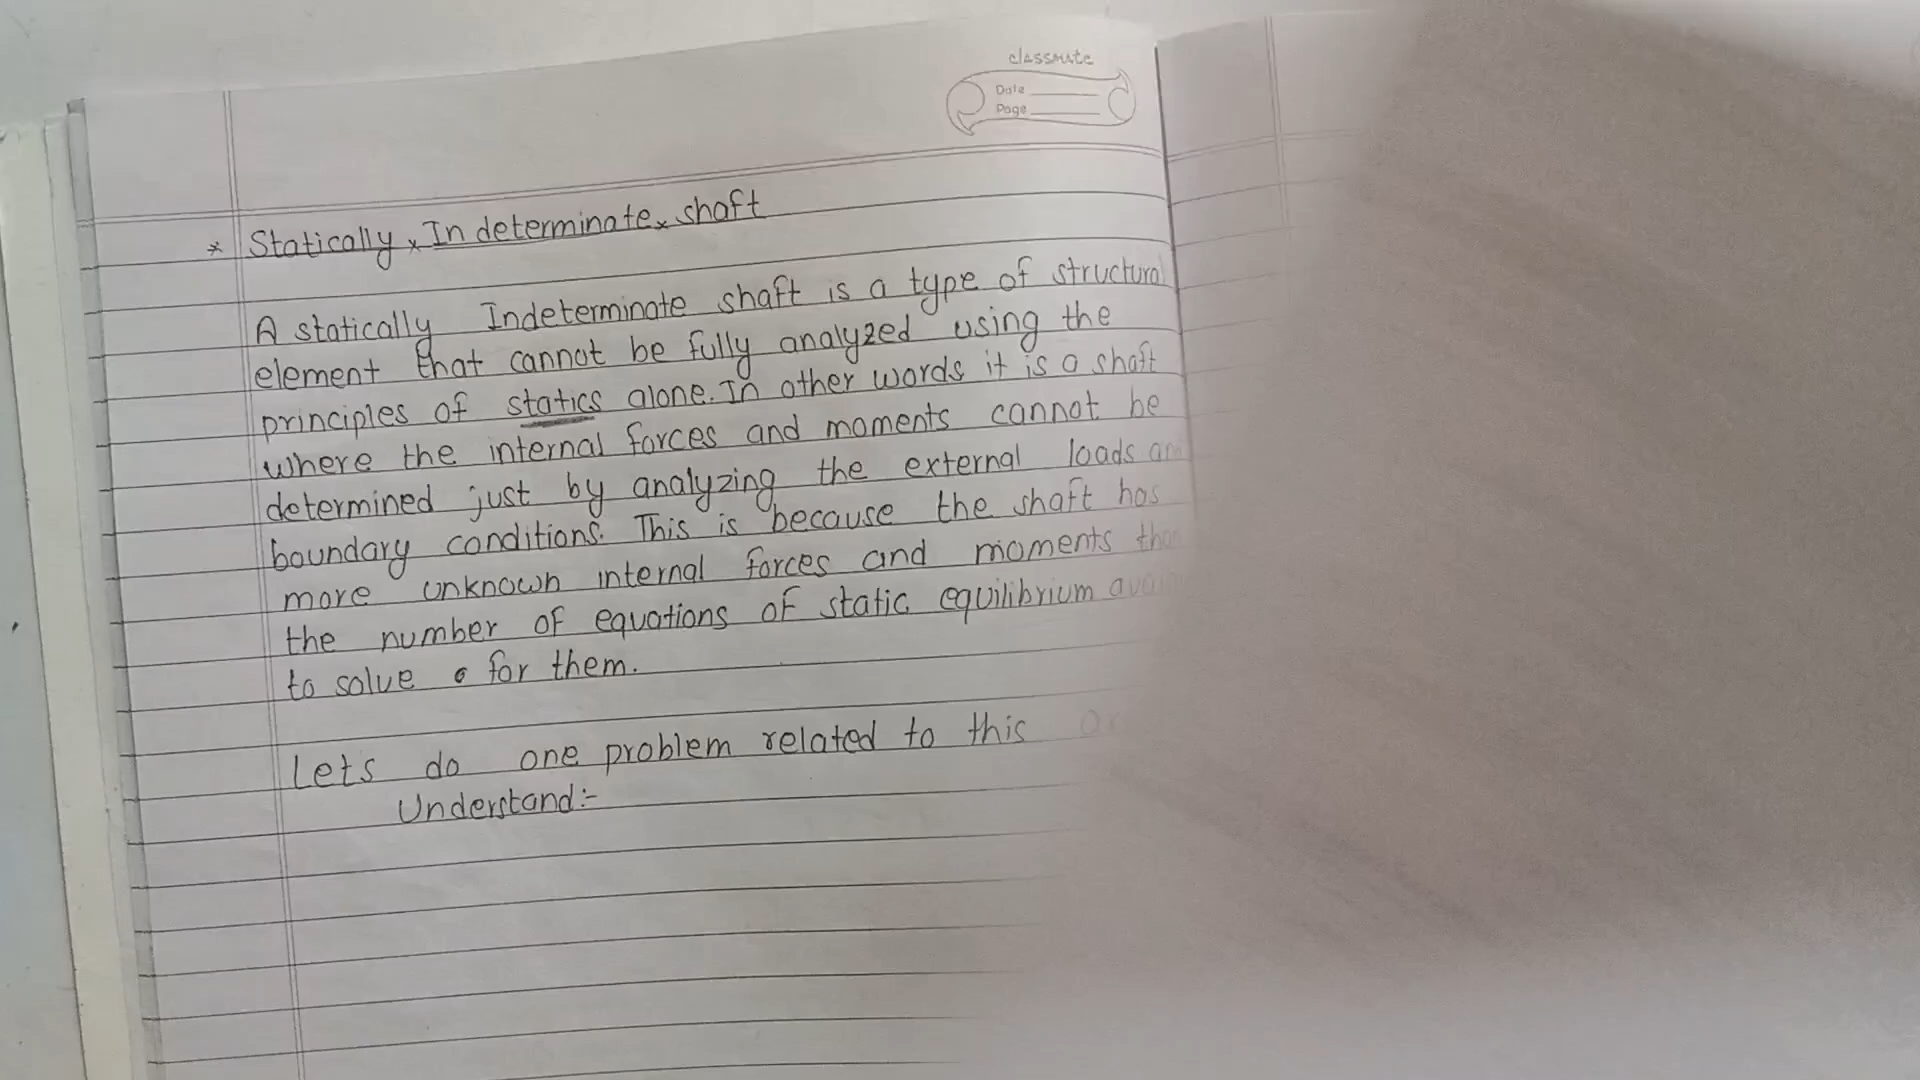 classmate
Date
Page
* Statically x Indeterminate x shaft
A statically Indeterminate shaft is a type of structural
element that cannot be fully analyzed using the
principles of statics alone. In other words it is a shaft
where the internal forces and moments cannot be
determined just by analyzing the external loads
boundary conditions. This is because the shaft has
more unknown internal forces and moments
the number of equations of static equilibrium
to solve for them.
Lets do one problem related to this
Understand:-